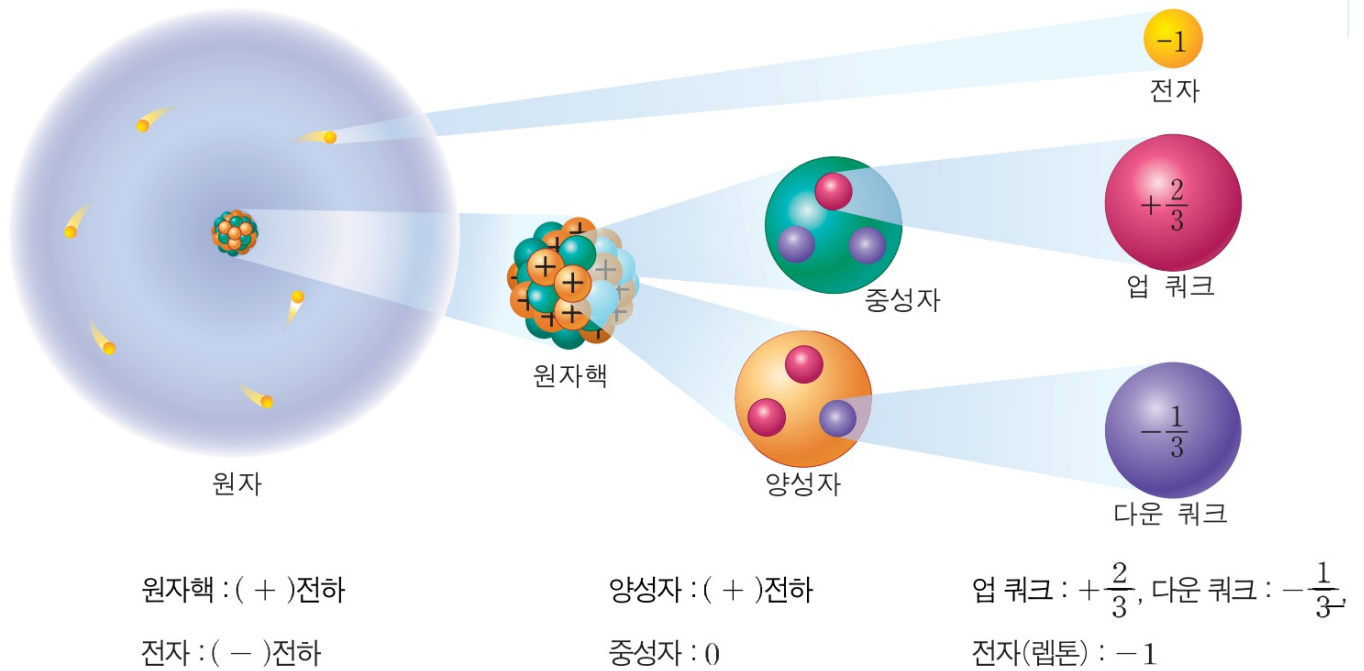 -1
전자
+2/3
업 쿼크
중성자
+ + + + + + + + + + +
원자핵
-1/3
원자
양성자
다운 쿼크
원자핵 : ( + )전하
양성자 : ( + )전하
업 쿼크 : +2/3, 다운 쿼크 : -1/3,
전자 : ( - )전하
중성자 : 0
전자(렙톤) : -1